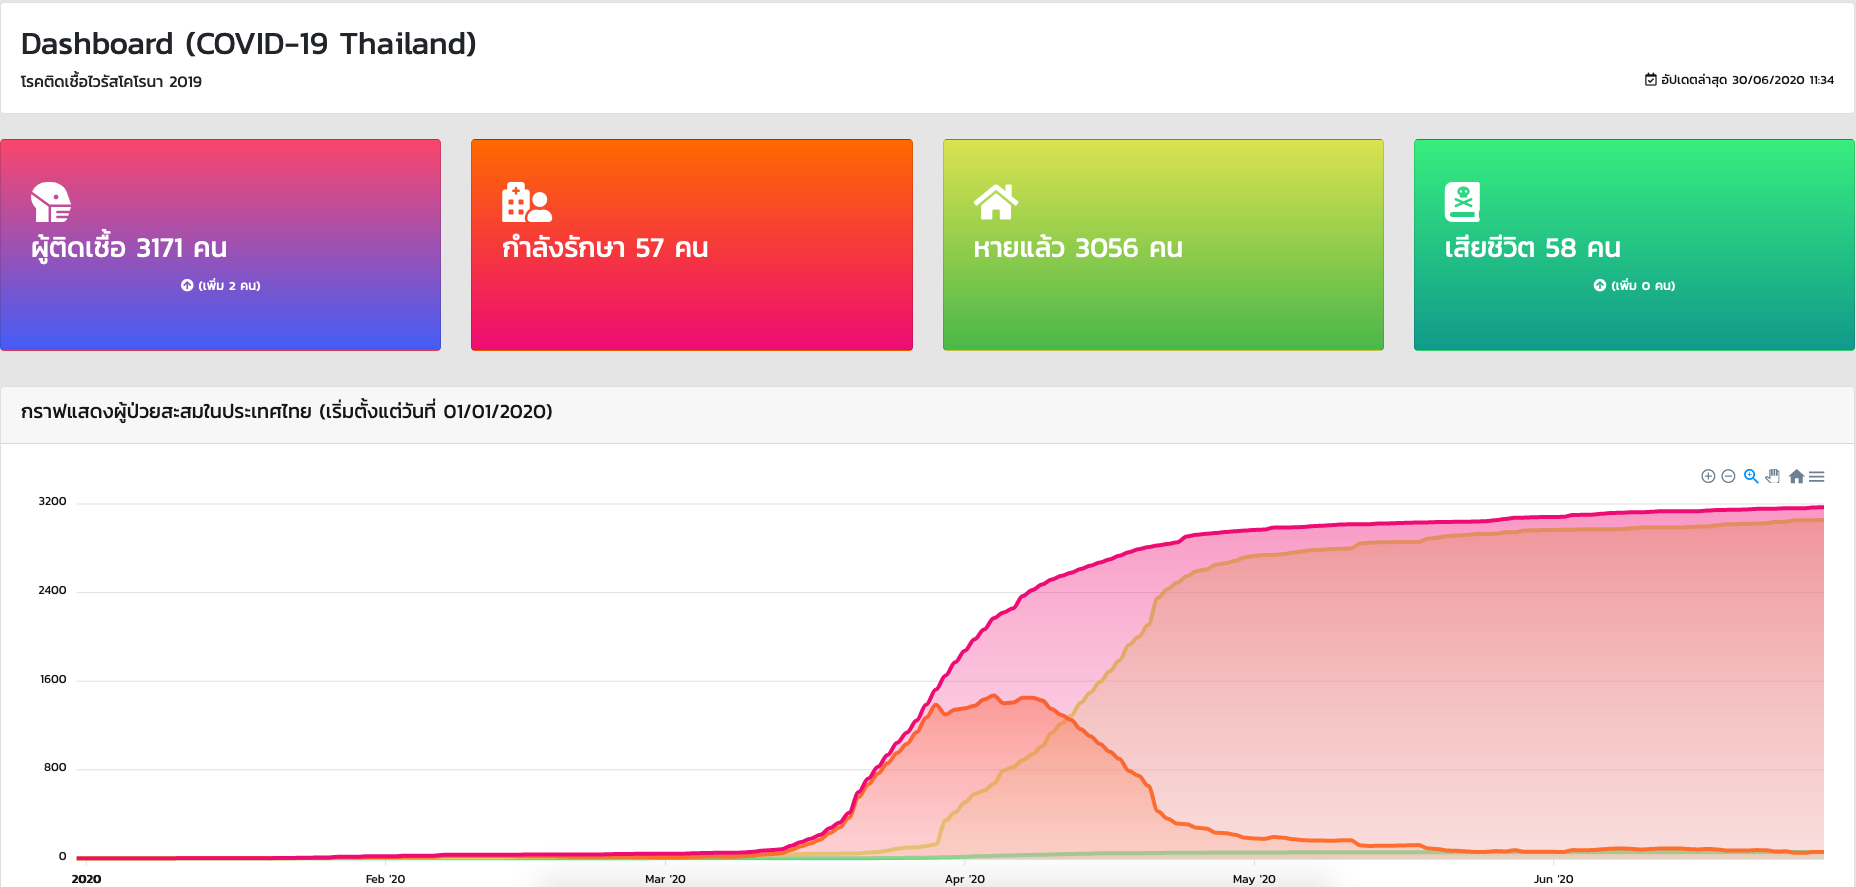 Dashboard (COVID-19 Thailand)
โรคติดเชื้อไวรัสโคโรนา 2019
อัปเดตล่าสุด 30/06/2020 11:34
ผู้ติดเชื้อ 3171 คน
(เพิ่ม 2 คน)
กำลังรักษา 57 คน
หายแล้ว 3056 คน
เสียชีวิต 58 คน
(เพิ่ม 0 คน)
กราฟแสดงผู้ป่วยสะสมในประเทศไทย (เริ่มตั้งแต่วันที่ 01/01/2020)
3200
2400
1600
800
0
2020 Feb '20 Mar '20 Apr '20 May '20 Jun '20